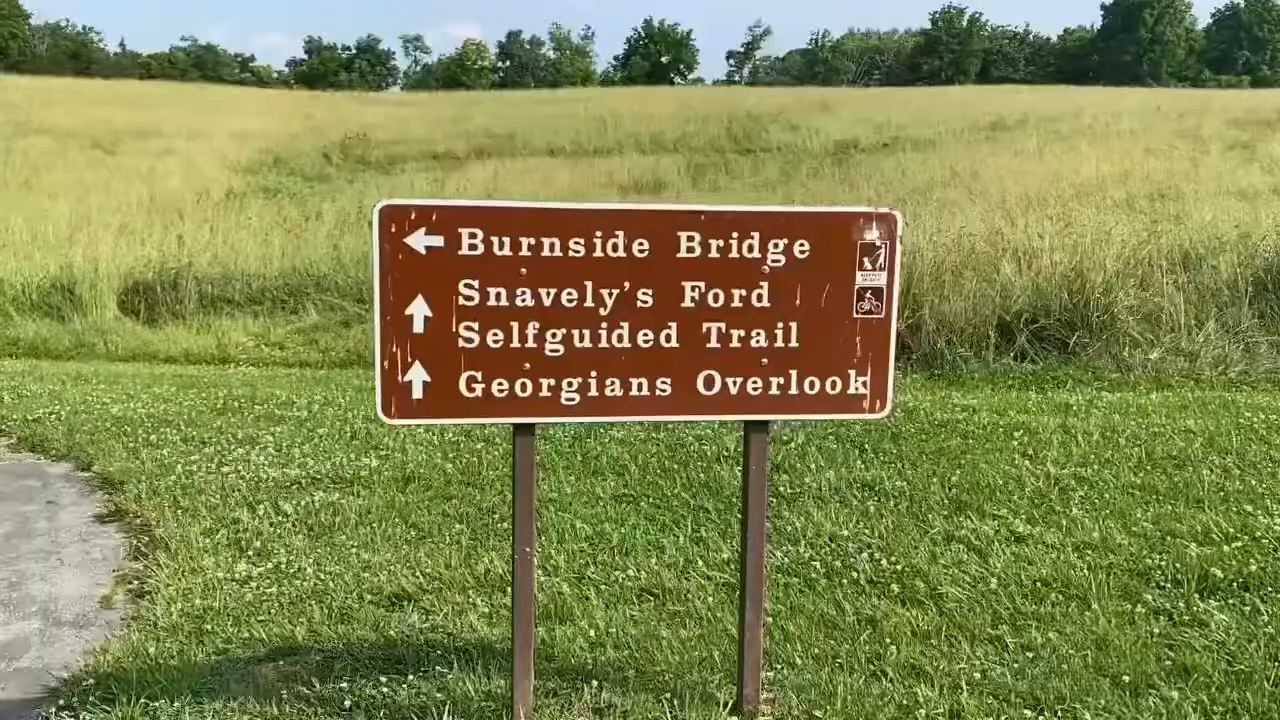 Burnside Bridge
Snavely's Ford
Selfguided Trail
Georgians Overlook